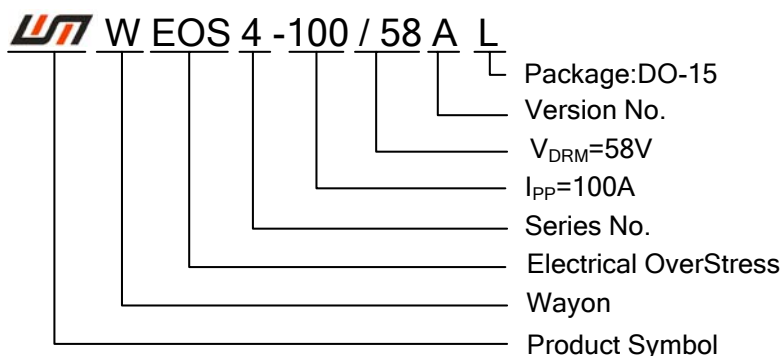 W EOS 4 -100 / 58 A L
Package:DO-15
Version No.
VDRM=58V
IPP=100A
Series No.
Electrical OverStress
Wayon
Product Symbol